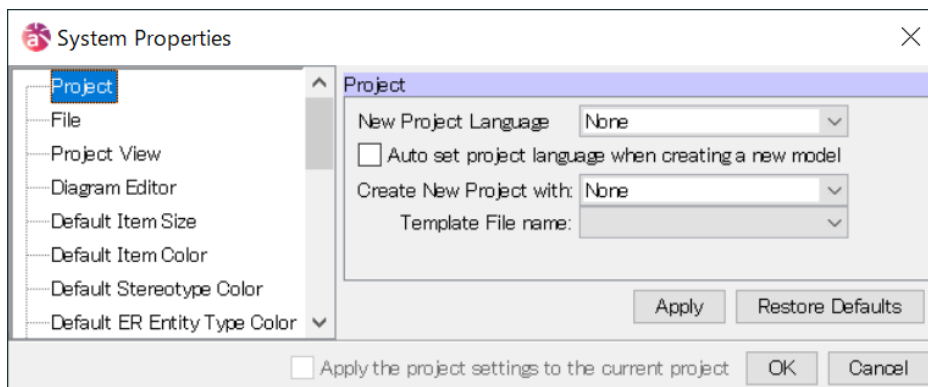 System Properties
Project
File
Project View
Diagram Editor
Default Item Size
Default Item Color
Default Stereotype Color
Default ER Entity Type Color
Project
New Project Language None
Auto set project language when creating a new model
Create New Project with: None
Template File name:
Apply Restore Defaults
Apply the project settings to the current project OK Cancel